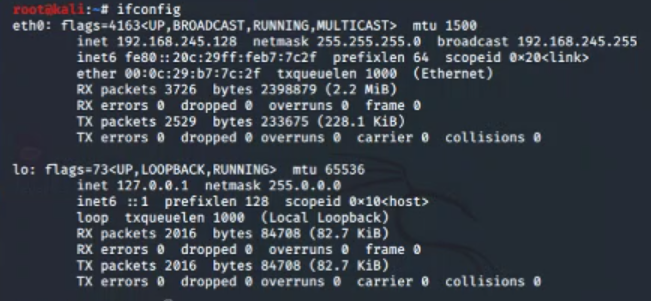 root@kali:~# ifconfig
eth0: flags=4163<UP,BROADCAST,RUNNING,MULTICAST>  mtu 1500
        inet 192.168.245.128  netmask 255.255.255.0  broadcast 192.168.245.255
        inet6 fe80::20c:29ff:feb7:7c2f  prefixlen 64  scopeid 0×20<link>
        ether 00:0c:29:b7:7c:2f  txqueuelen 1000  (Ethernet)
        RX packets 3726  bytes 2398879 (2.2 MiB)
        RX errors 0  dropped 0  overruns 0  frame 0
        TX packets 2529  bytes 233675 (228.1 KiB)
        TX errors 0  dropped 0 overruns 0  carrier 0  collisions 0

lo: flags=73<UP,LOOPBACK,RUNNING>  mtu 65536
        inet 127.0.0.1  netmask 255.0.0.0
        inet6 ::1  prefixlen 128  scopeid 0×10<host>
        loop  txqueuelen 1000  (Local Loopback)
        RX packets 2016  bytes 84708 (82.7 KiB)
        RX errors 0  dropped 0  overruns 0  frame 0
        TX packets 2016  bytes 84708 (82.7 KiB)
        TX errors 0  dropped 0 overruns 0  carrier 0  collisions 0